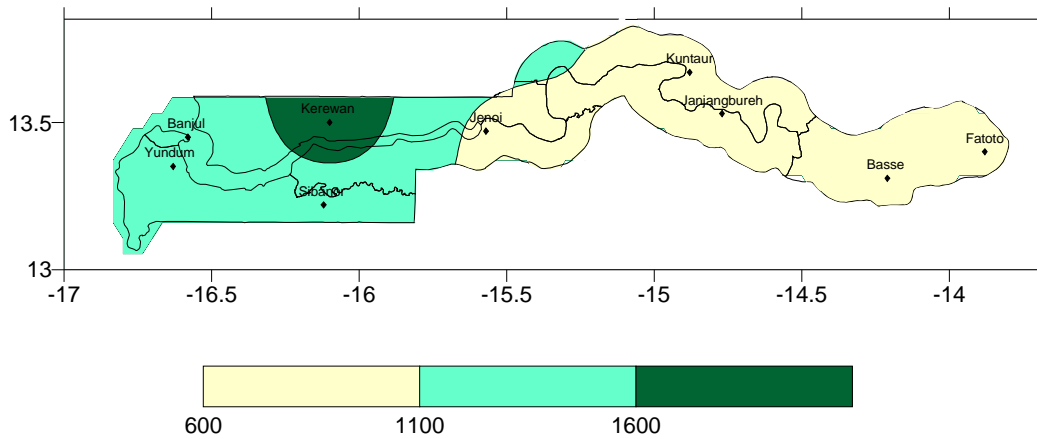 Kuntaur
Janjangbureh
Kerewan
Jenoi
13.5
Banjul
Fatoto
Yundum
Basse
Sibanor
13
-17
-16.5
-16
-15.5
-15
-14.5
-14
600
1100
1600